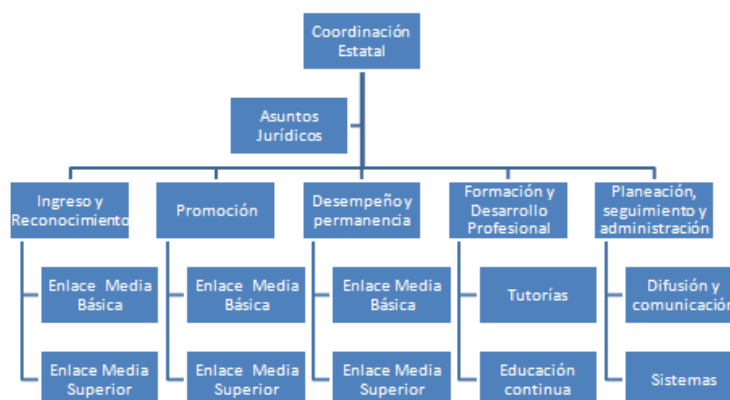 Coordinación
Estatal
Asuntos
Jurídicos
Ingreso y
Reconocimiento
Promoción
Desempeño y
permanencia
Formación y
Desarrollo
Profesional
Planeación,
seguimiento y
administración
Enlace Media
Básica
Enlace Media
Básica
Enlace Media
Básica
Tutorías
Difusión y
comunicación
Enlace Media
Superior
Enlace Media
Superior
Enlace Media
Superior
Educación
continua
Sistemas